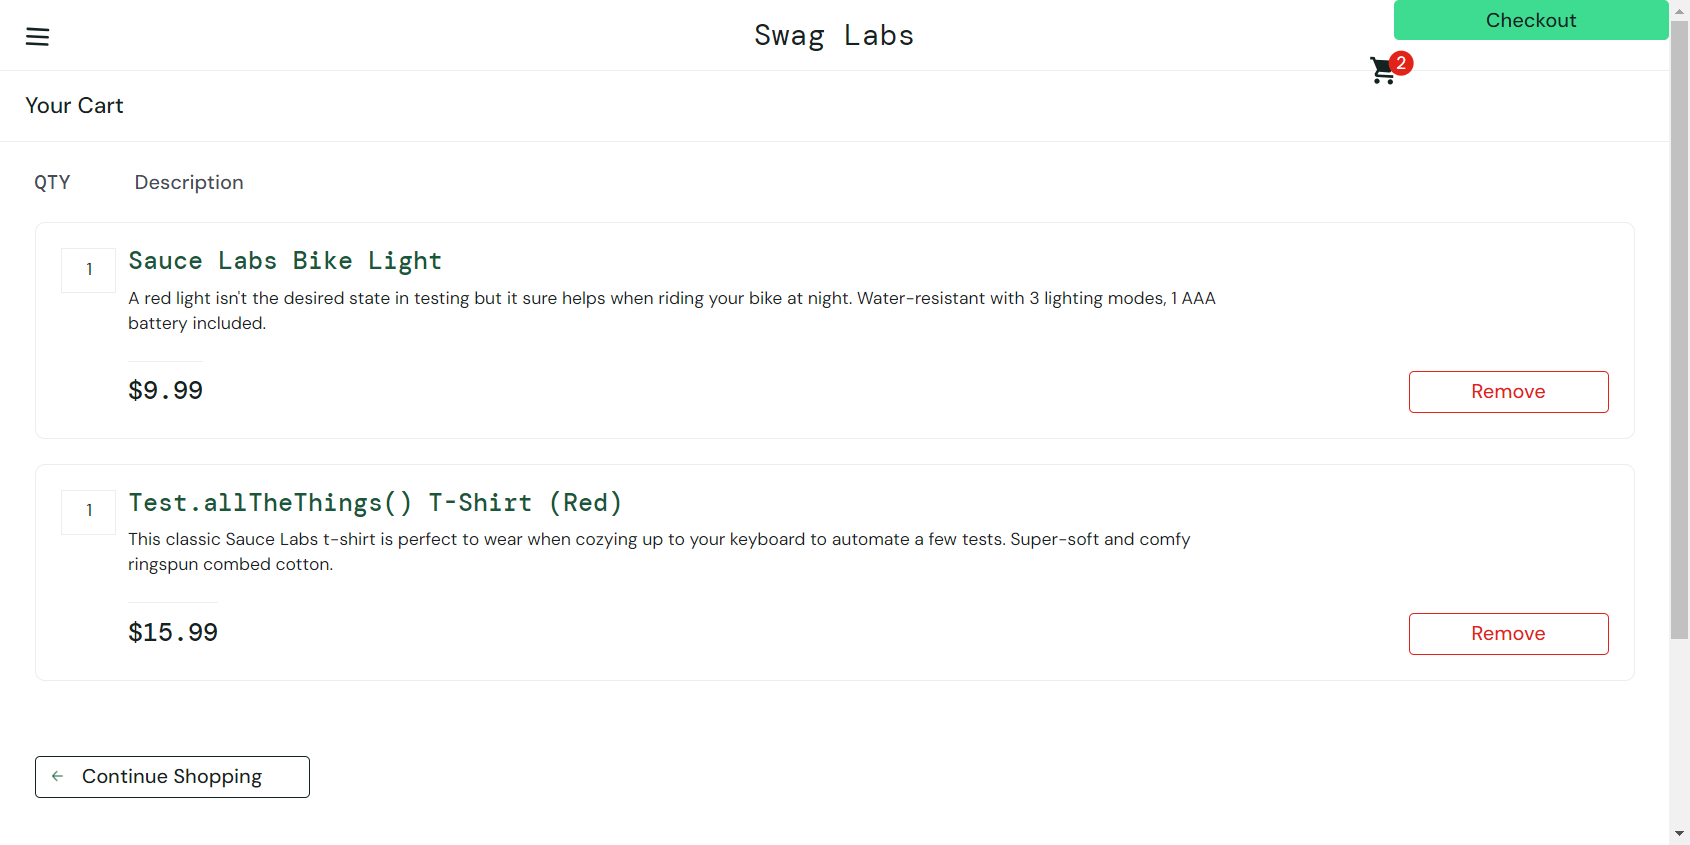 Swag Labs
Checkout
2
Your Cart
QTY Description
1
Sauce Labs Bike Light
A red light isn't the desired state in testing but it sure helps when riding your bike at night. Water-resistant with 3 lighting modes, 1 AAA
battery included.
$9.99
Remove
1
Test.allTheThings() T-Shirt (Red)
This classic Sauce Labs t-shirt is perfect to wear when cozying up to your keyboard to automate a few tests. Super-soft and comfy
ringspun combed cotton.
$15.99
Remove
Continue Shopping